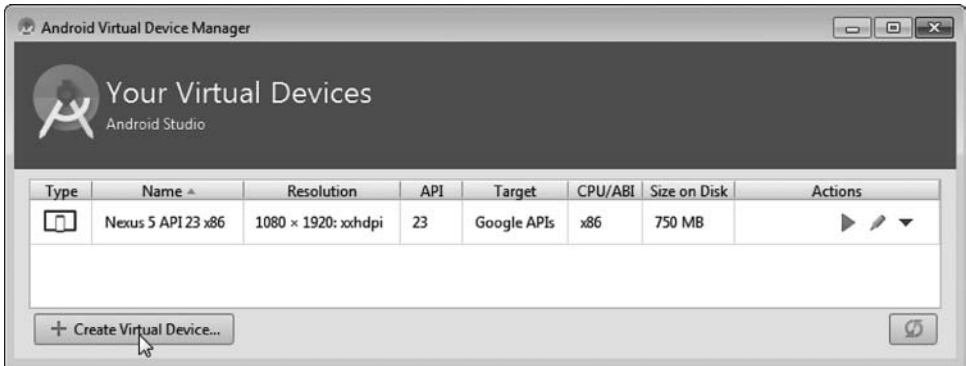 Android Virtual Device Manager
Your Virtual Devices
Android Studio
Type Name Resolution API Target CPU/ABI Size on Disk Actions
Nexus 5 API 23 x86 1080 × 1920: xxhdpi 23 Google APIs x86 750 MB
+ Create Virtual Device...